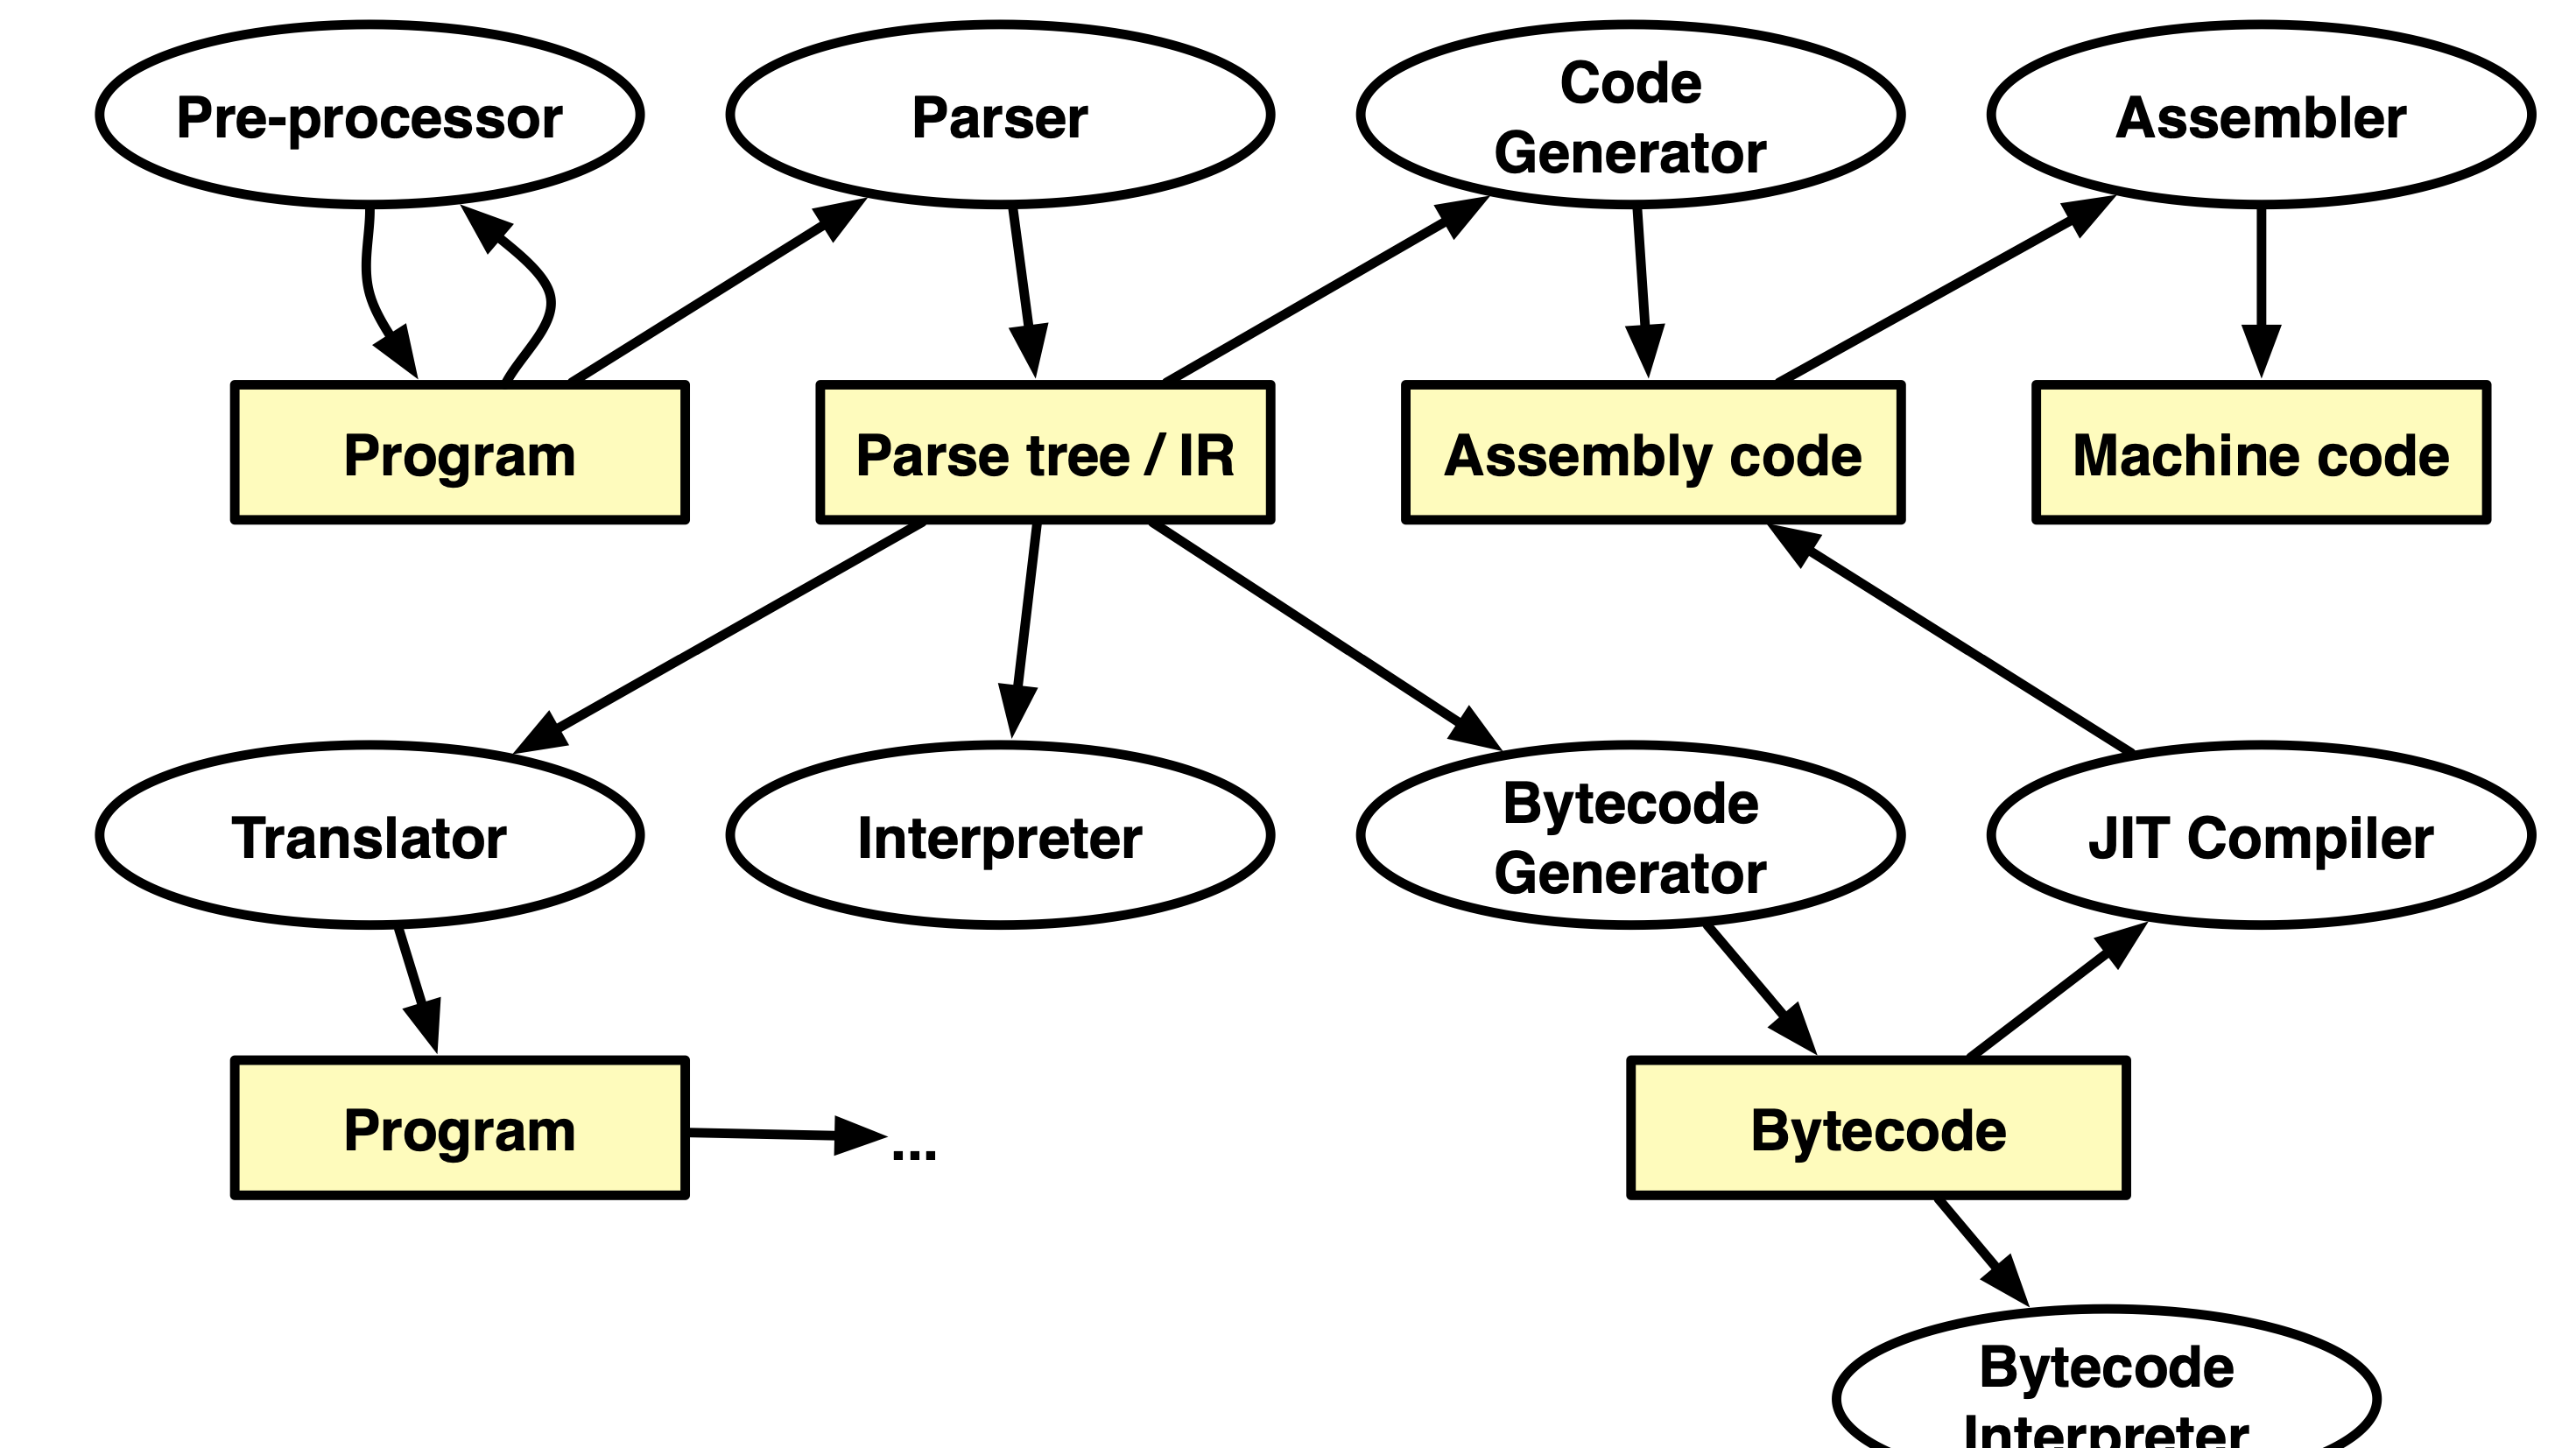 Pre-processor
Parser
Code
Generator
Assembler
Program
Parse tree / IR
Assembly code
Machine code
Translator
Interpreter
Bytecode
Generator
JIT Compiler
Program
...
Bytecode
Bytecode
Interpreter